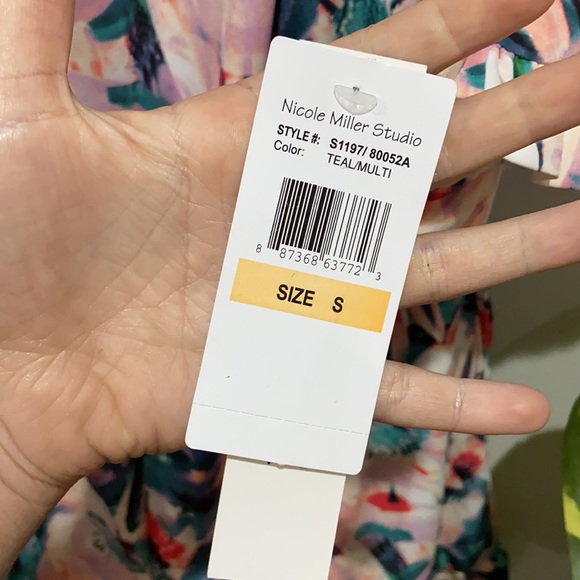 Nicole Miller Studio
STYLE #: S1197/ 80052A
Color: TEAL/MULTI
8 87368 63772 3
SIZE S